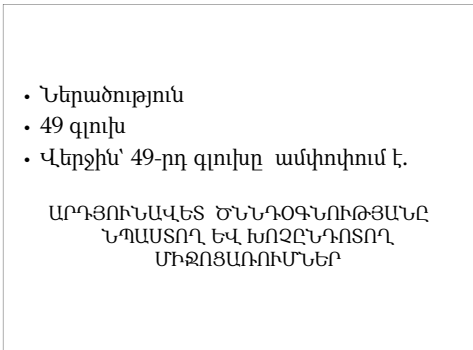 • Ներածություն
• 49 գլուխ
• Վերջին՝ 49-րդ գլուխը ամփոփում է.
ԱՐԴՅՈՒՆԱՎԵՏ ԾՆՆԴՕԳՆՈՒԹՅԱՆԸ
ՆՊԱՍՏՈՂ ԵՎ ԽՈՉԸՆԴՈՏՈՂ
ՄԻՋՈՑԱՌՈՒՄՆԵՐ